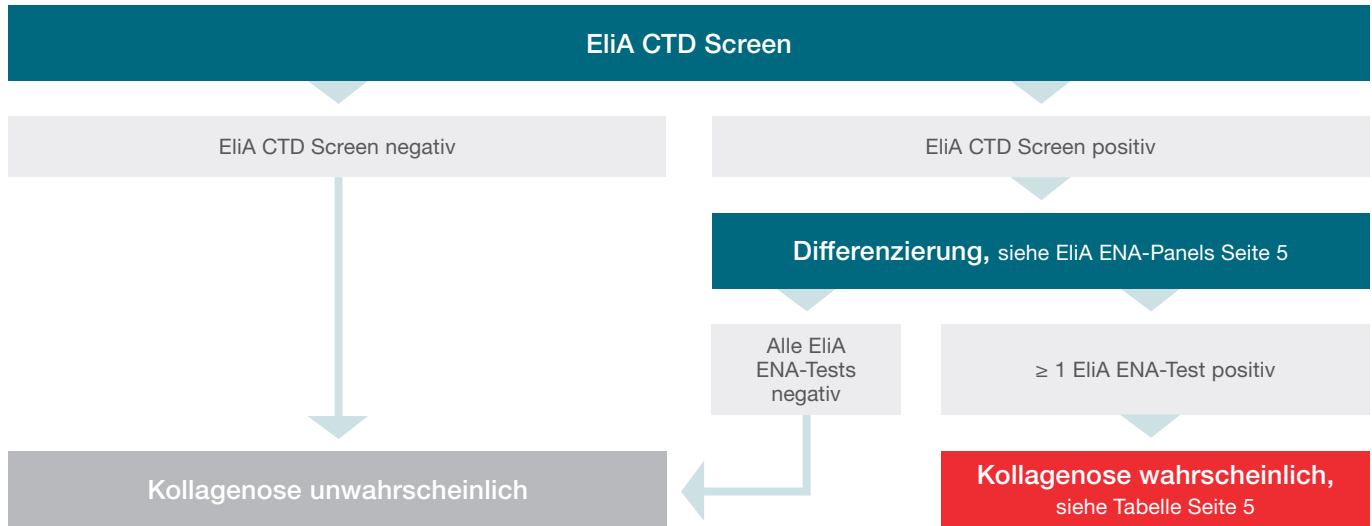 EliA CTD Screen
EliA CTD Screen negativ
EliA CTD Screen positiv
Differenzierung, siehe EliA ENA-Panels Seite 5
Alle EliA
ENA-Tests
negativ
≥ 1 EliA ENA-Test positiv
Kollagenose unwahrscheinlich
Kollagenose wahrscheinlich,
siehe Tabelle Seite 5